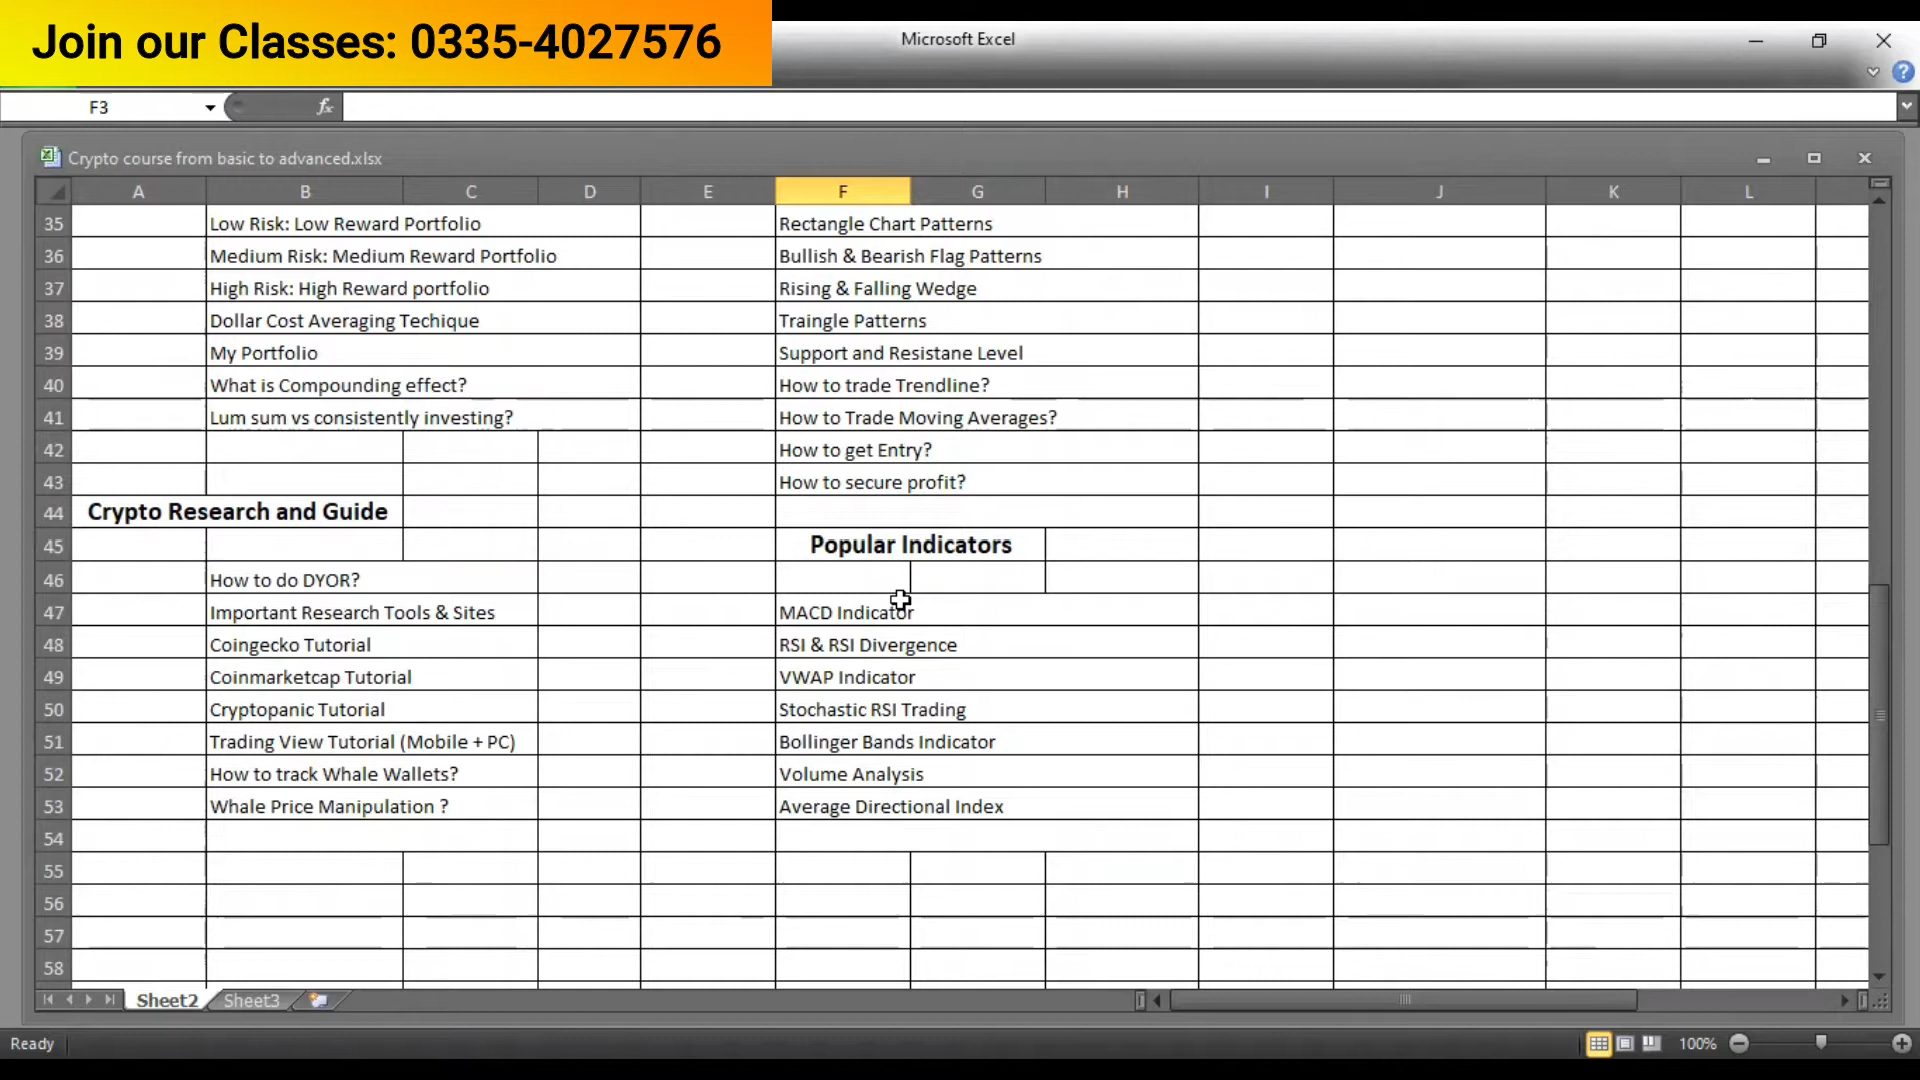 Join our Classes: 0335-4027576
Microsoft Excel
F3
fx
Crypto course from basic to advanced.xlsx
A B C D E F G H I J K L
35 Low Risk: Low Reward Portfolio Rectangle Chart Patterns
36 Medium Risk: Medium Reward Portfolio Bullish & Bearish Flag Patterns
37 High Risk: High Reward portfolio Rising & Falling Wedge
38 Dollar Cost Averaging Techique Traingle Patterns
39 My Portfolio Support and Resistane Level
40 What is Compounding effect? How to trade Trendline?
41 Lum sum vs consistently investing? How to Trade Moving Averages?
42 How to get Entry?
43 How to secure profit?
44 Crypto Research and Guide
45 Popular Indicators
46 How to do DYOR?
47 Important Research Tools & Sites MACD Indicator
48 Coingecko Tutorial RSI & RSI Divergence
49 Coinmarketcap Tutorial VWAP Indicator
50 Cryptopanic Tutorial Stochastic RSI Trading
51 Trading View Tutorial (Mobile + PC) Bollinger Bands Indicator
52 How to track Whale Wallets? Volume Analysis
53 Whale Price Manipulation ? Average Directional Index
54
55
56
57
58
Sheet2 Sheet3
Ready 100%